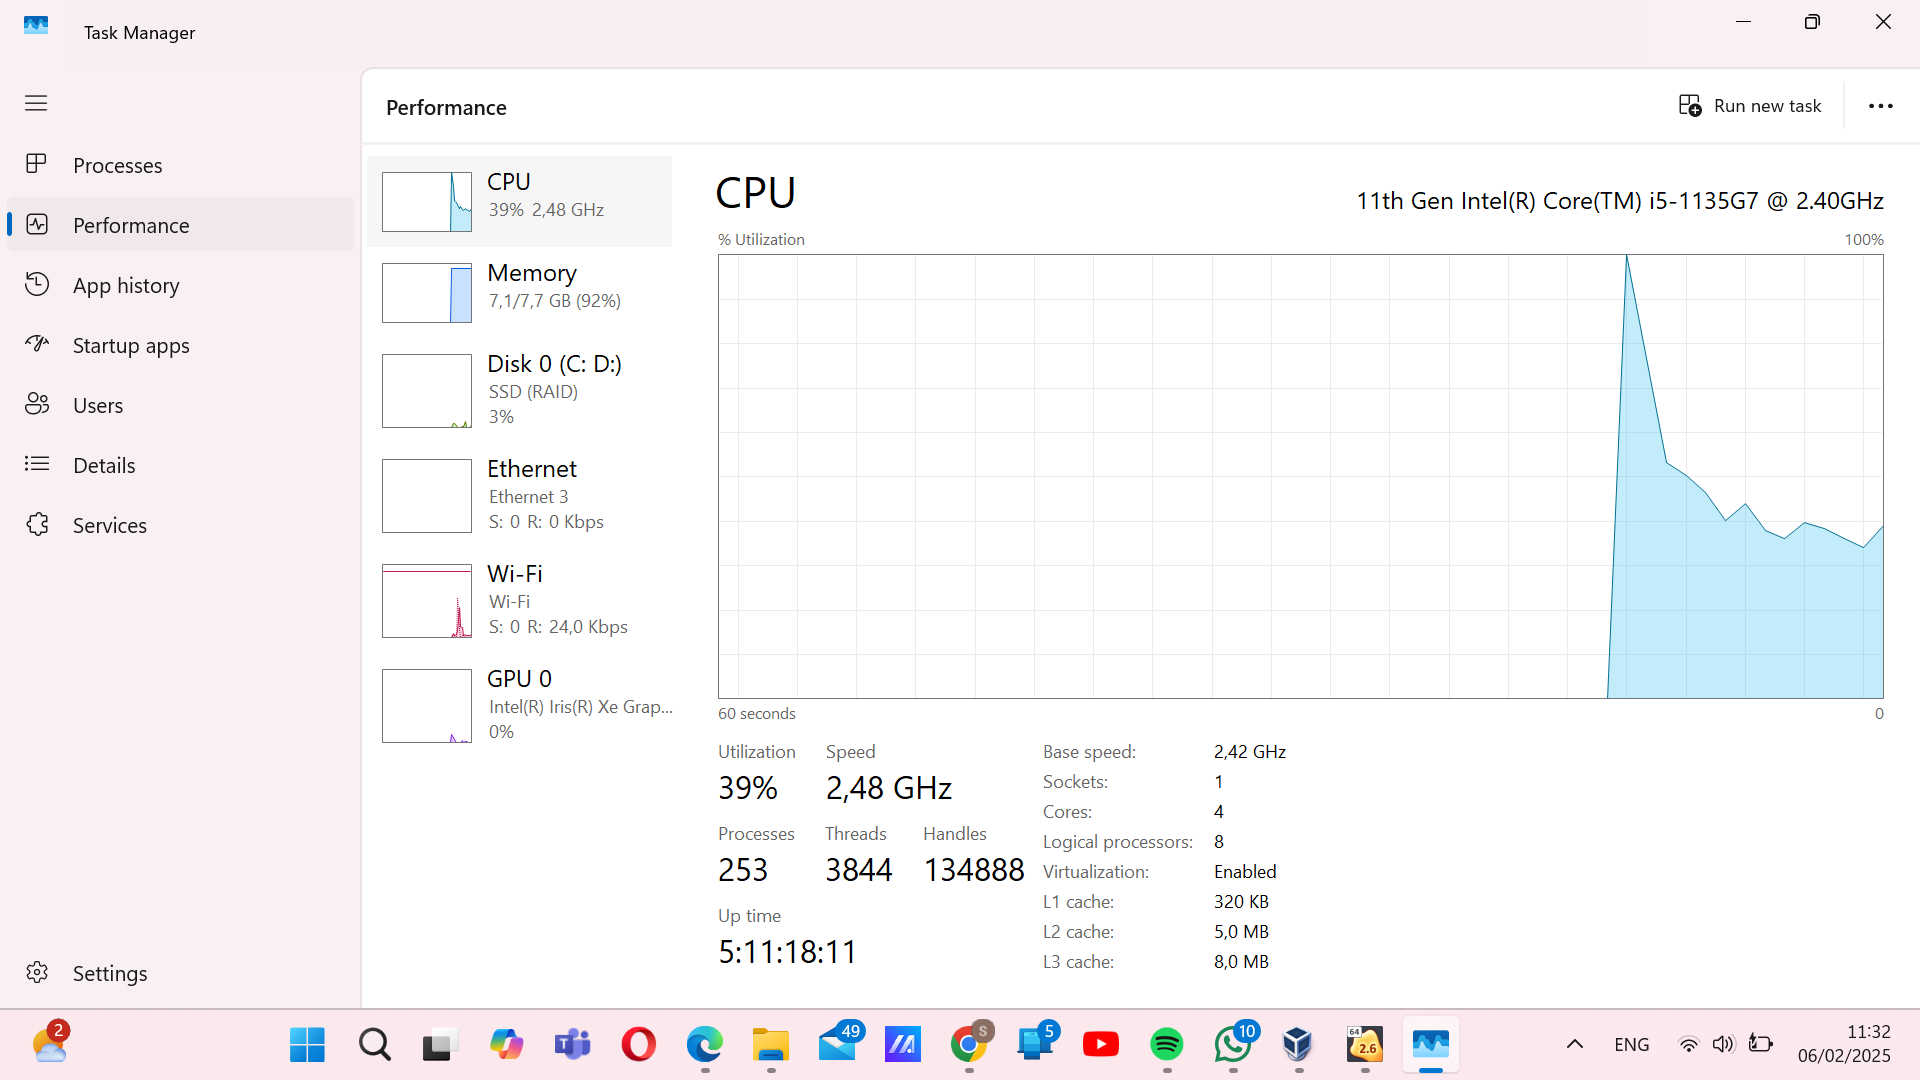 Task Manager
Performance
Run new task
Processes
Performance
App history
Startup apps
Users
Details
Services
Settings
CPU
39% 2,48 GHz
Memory
7,1/7,7 GB (92%)
Disk 0 (C: D:)
SSD (RAID)
3%
Ethernet
Ethernet 3
S: 0 R: 0 Kbps
Wi-Fi
Wi-Fi
S: 0 R: 24,0 Kbps
GPU 0
Intel(R) Iris(R) Xe Grap...
0%
CPU
11th Gen Intel(R) Core(TM) i5-1135G7 @ 2.40GHz
% Utilization
100%
60 seconds
0
Utilization
39%
Speed
2,48 GHz
Processes
253
Threads
3844
Handles
134888
Up time
5:11:18:11
Base speed: 2,42 GHz
Sockets: 1
Cores: 4
Logical processors: 8
Virtualization: Enabled
L1 cache: 320 KB
L2 cache: 5,0 MB
L3 cache: 8,0 MB
2
49
S
5
10
64
2.6
ENG
11:32
06/02/2025